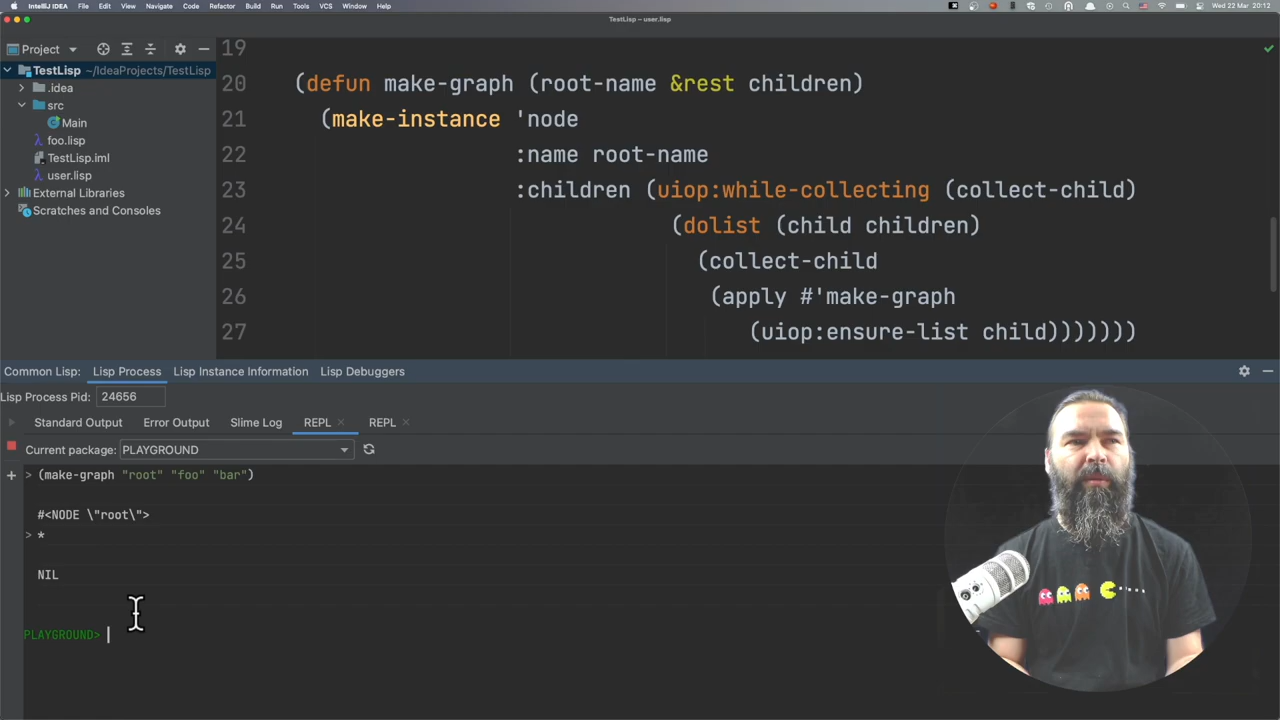 IntelliJ IDEA File Edit View Navigate Code Refactor Build Run Tools VCS Window Help Wed 22 Mar 20:12
TestLisp – user.lisp
Project
TestLisp ~/IdeaProjects/TestLisp
.idea
src
Main
foo.lisp
TestLisp.iml
user.lisp
External Libraries
Scratches and Consoles
19
20 (defun make-graph (root-name &rest children)
21 (make-instance 'node
22 :name root-name
23 :children (uiop:while-collecting (collect-child)
24 (dolist (child children)
25 (collect-child
26 (apply #'make-graph
27 (uiop:ensure-list child)))))))
Common Lisp: Lisp Process Lisp Instance Information Lisp Debuggers
Lisp Process Pid: 24656
Standard Output Error Output Slime Log REPL REPL
Current package: PLAYGROUND
> (make-graph "root" "foo" "bar")
#<NODE \"root\">
> *
NIL
PLAYGROUND>